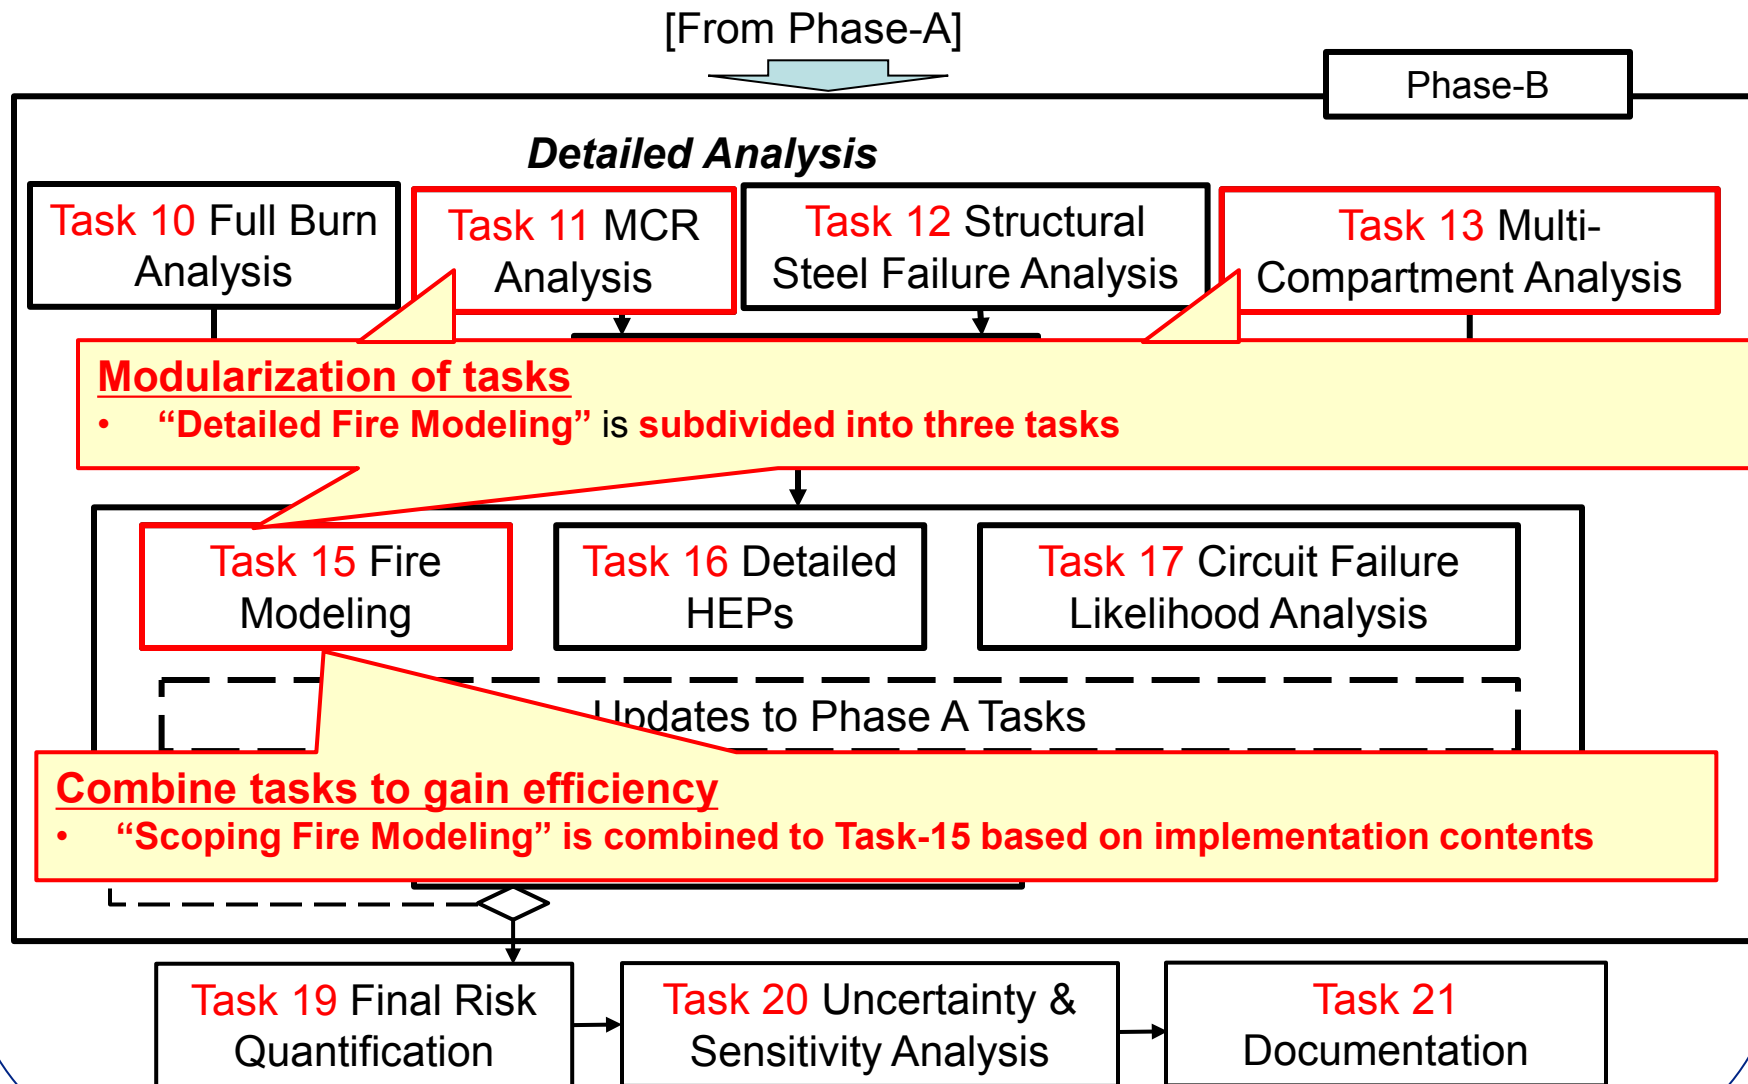 [From Phase-A]
Phase-B
Detailed Analysis
Task 10 Full Burn
Analysis
Task 11 MCR
Analysis
Task 12 Structural
Steel Failure Analysis
Task 13 Multi-
Compartment Analysis
Modularization of tasks
• “Detailed Fire Modeling” is subdivided into three tasks
Task 15 Fire
Modeling
Task 16 Detailed
HEPs
Task 17 Circuit Failure
Likelihood Analysis
Updates to Phase A Tasks
Combine tasks to gain efficiency
• “Scoping Fire Modeling” is combined to Task-15 based on implementation contents
Task 19 Final Risk
Quantification
Task 20 Uncertainty &
Sensitivity Analysis
Task 21
Documentation